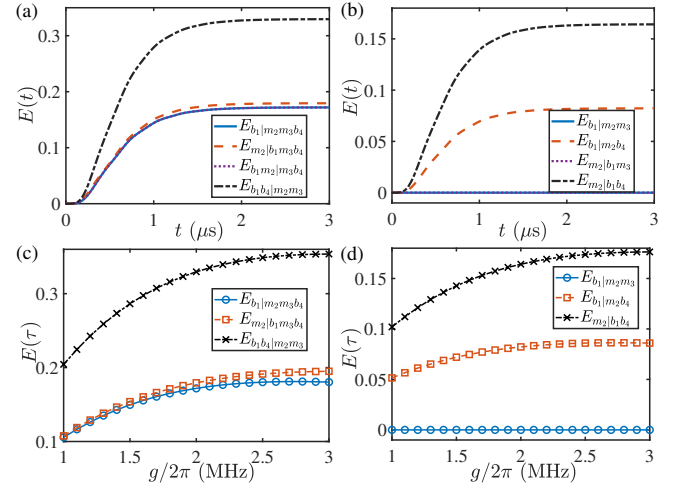 (a)
E(t)
0.3
0.2
0.1
0
0
1
2
3
t (μs)
E_{b_1|m_2m_3b_4}
E_{m_2|b_1m_3b_4}
E_{b_1m_2|m_3b_4}
E_{b_1b_4|m_2m_3}
(b)
E(t)
0.15
0.1
0.05
0
0
1
2
3
t (μs)
E_{b_1|m_2m_3}
E_{b_1|m_2b_4}
E_{m_2|b_1m_3}
E_{m_2|b_1b_4}
(c)
E(τ)
0.3
0.2
0.1
1
1.5
2
2.5
3
g/2π (MHz)
E_{b_1|m_2m_3b_4}
E_{m_2|b_1m_3b_4}
E_{b_1b_4|m_2m_3}
(d)
E(τ)
0.15
0.1
0.05
0
1
1.5
2
2.5
3
g/2π (MHz)
E_{b_1|m_2m_3}
E_{b_1|m_2b_4}
E_{m_2|b_1b_4}